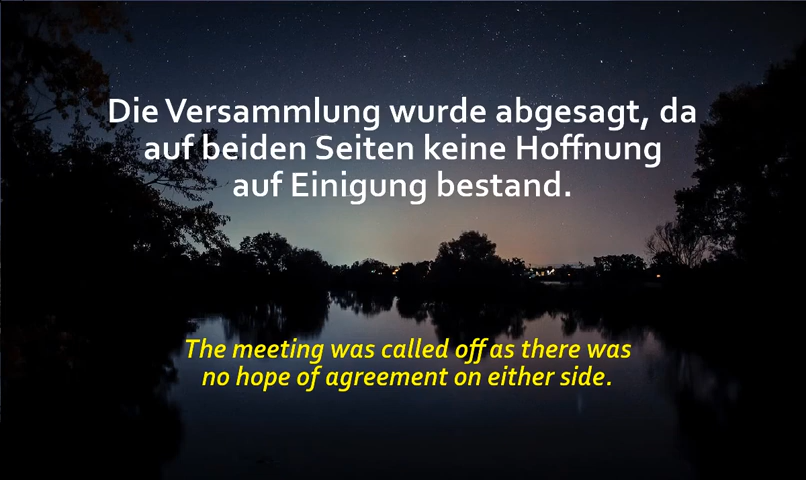 Die Versammlung wurde abgesagt, da
auf beiden Seiten keine Hoffnung
auf Einigung bestand.
The meeting was called off as there was
no hope of agreement on either side.